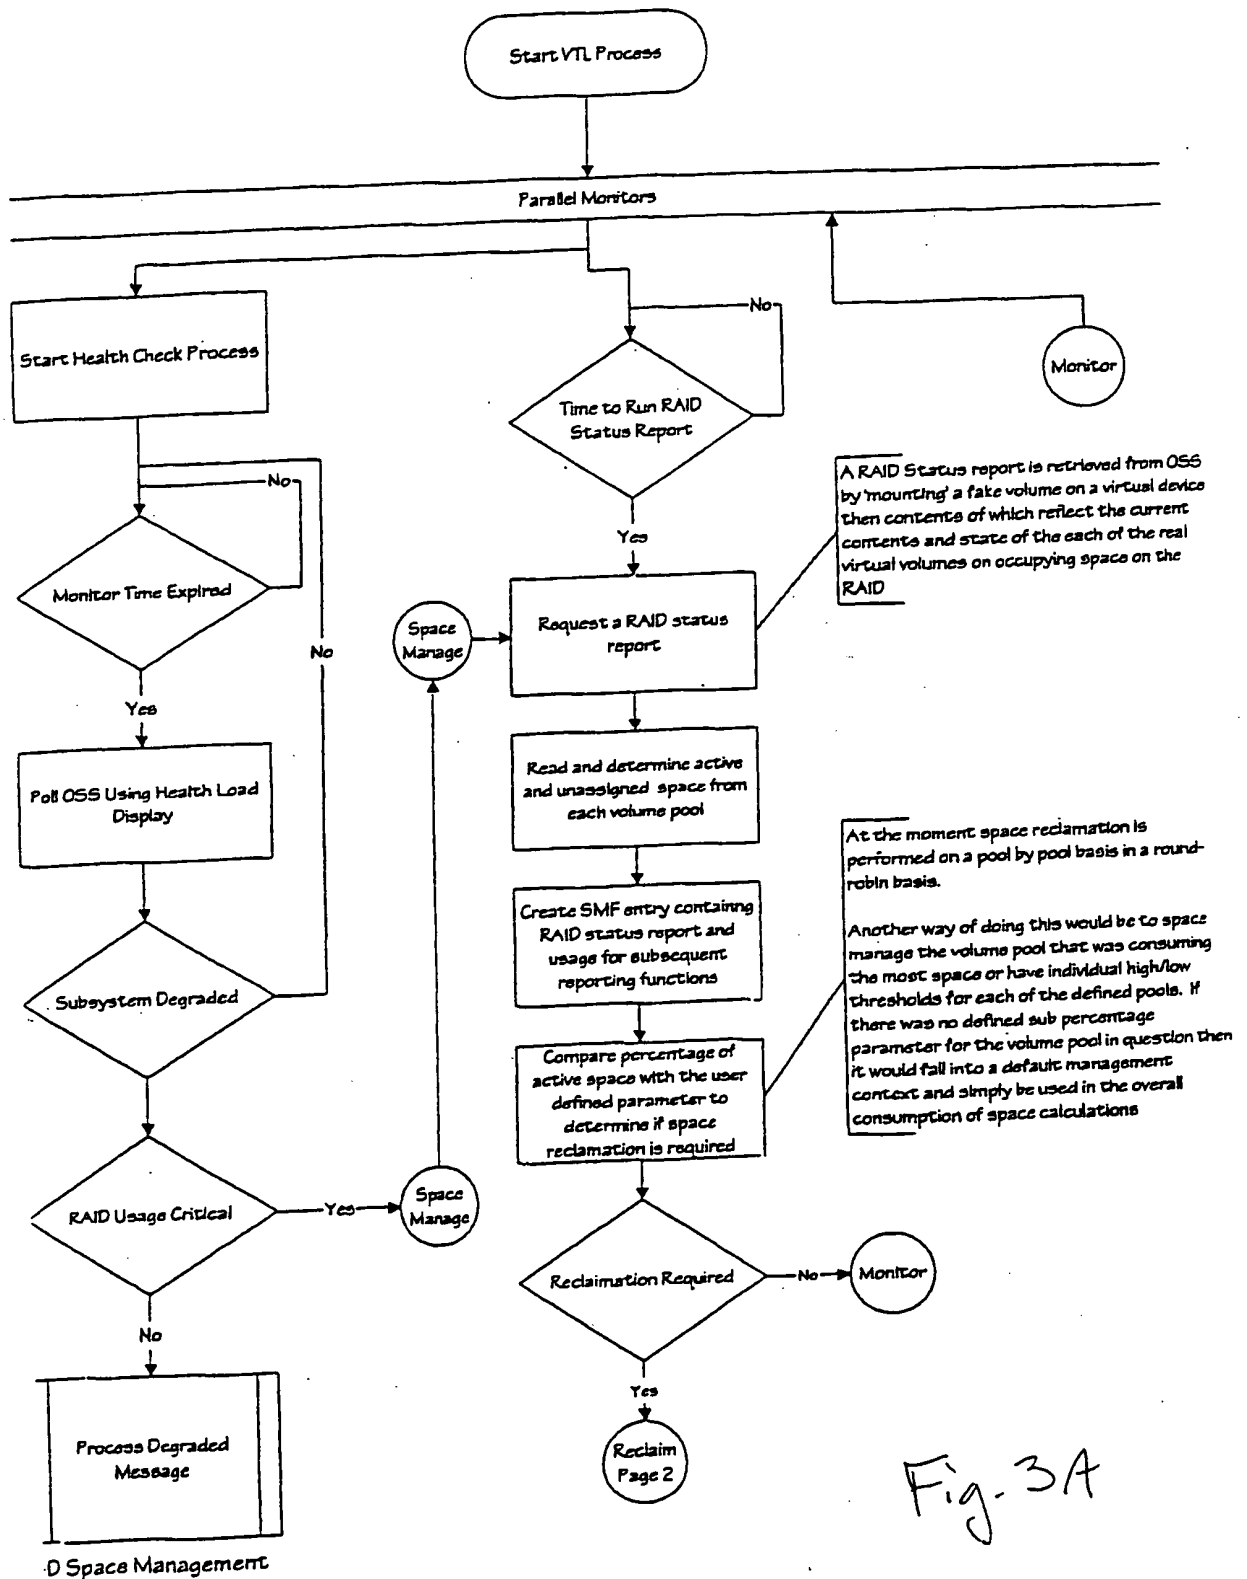 Start VTL Process
Parallel Monitors
Start Health Check Process
No
Monitor Time Expired
Yes
No
Poll OSS Using Health Load
Display
Subsystem Degraded
RAID Usage Critical
Yes
Space
Manage
No
Process Degraded
Message
D Space Management
Space
Manage
No
Time to Run RAID
Status Report
Yes
Request a RAID status
report
Read and determine active
and unassigned space from
each volume pool
Create SMF entry containng
RAID status report and
usage for subsequent
reporting functions
Compare percentage of
active space with the user
defined parameter to
determine if space
reclamation is required
Reclaimation Required
No
Monitor
Yes
Reclaim
Page 2
Monitor
A RAID Status report is retrieved from OSS
by 'mounting' a fake volume on a virtual device
then contents of which reflect the current
contents and state of the each of the real
virtual volumes on occupying space on the
RAID
At the moment space reclamation is
performed on a pool by pool basis in a round-
robin basis.
Another way of doing this would be to space
manage the volume pool that was consuming
the most space or have individual high/low
thresholds for each of the defined pools. If
there was no defined sub percentage
parameter for the volume pool in question then
it would fall into a default management
context and simply be used in the overall
consumption of space calculations
Fig. 3A